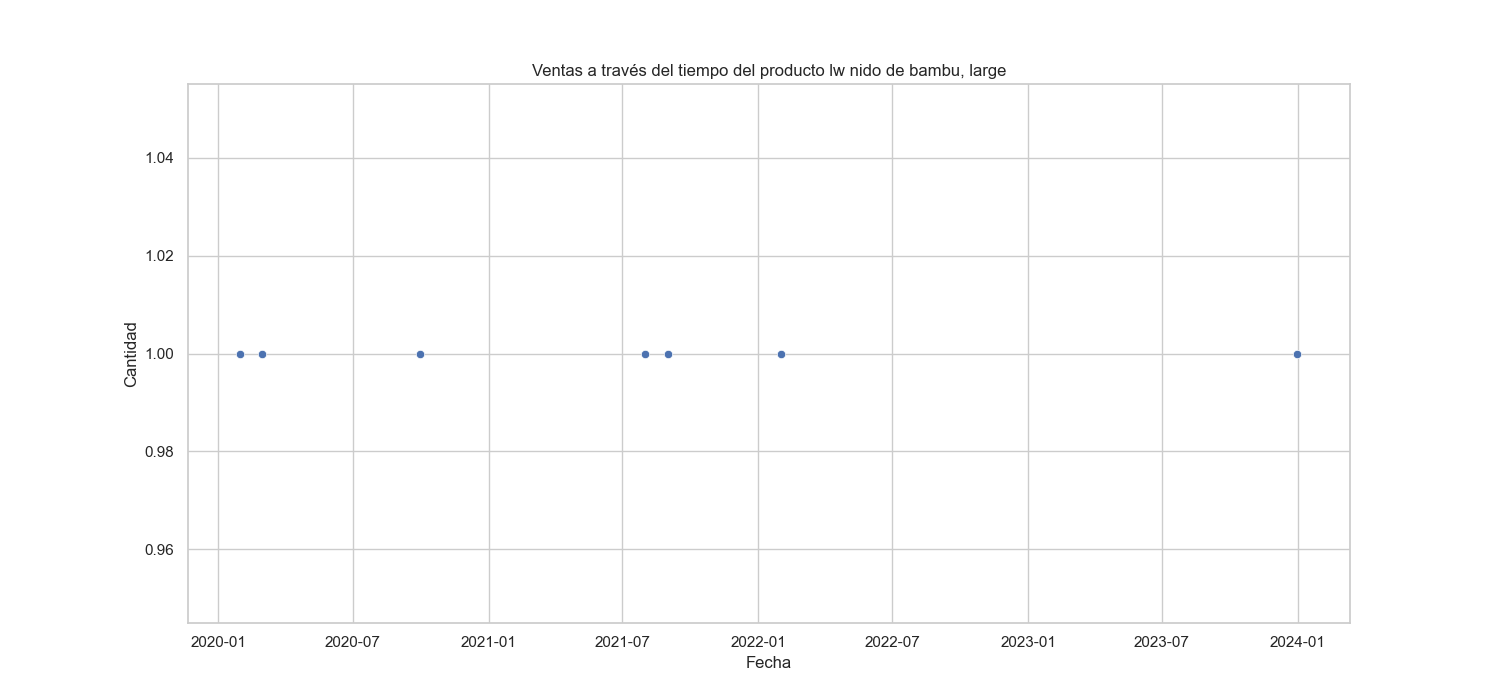 Ventas a través del tiempo del producto lw nido de bambu, large
1.04
1.02
1.00
0.98
0.96
Cantidad
2020-01 2020-07 2021-01 2021-07 2022-01 2022-07 2023-01 2023-07 2024-01
Fecha